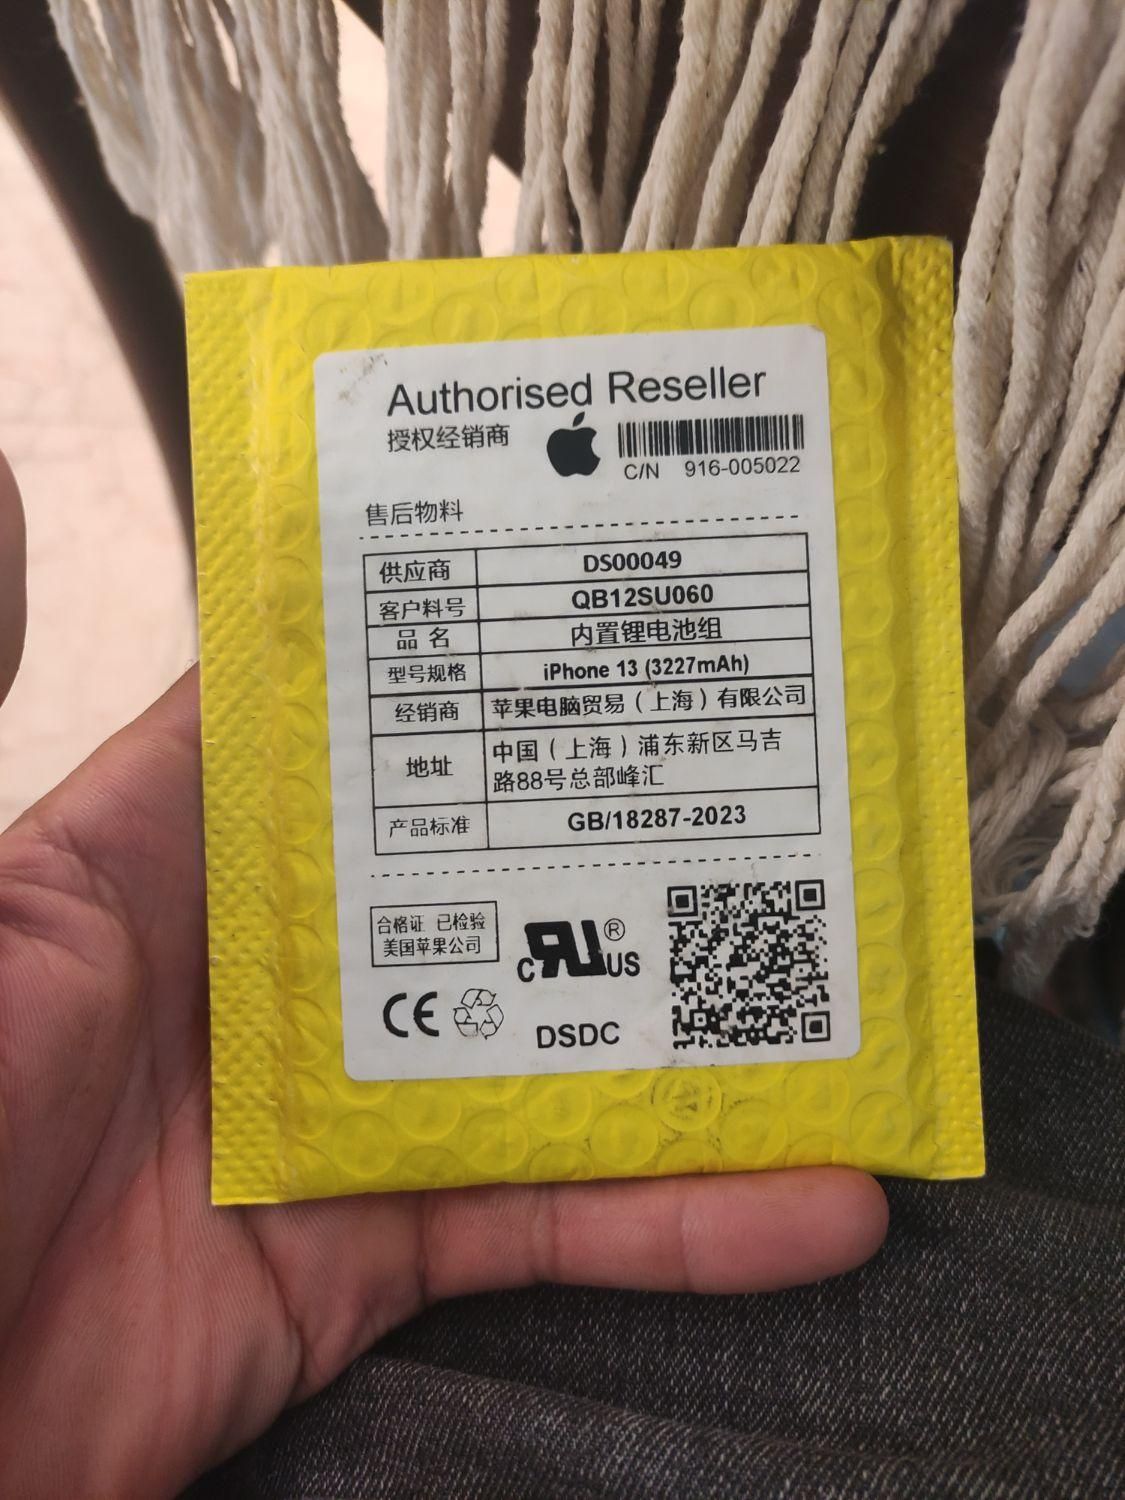 Authorised Reseller
授权经销商
C/N 916-005022
售后物料
供应商 DS00049
客户料号 QB12SU060
品 名 内置锂电池组
型号规格 iPhone 13 (3227mAh)
经销商 苹果电脑贸易（上海）有限公司
地址 中国（上海）浦东新区马吉
路88号总部峰汇
产品标准 GB/18287-2023
合格证 已检验
美国苹果公司
C RU US ®
CE
DSDC